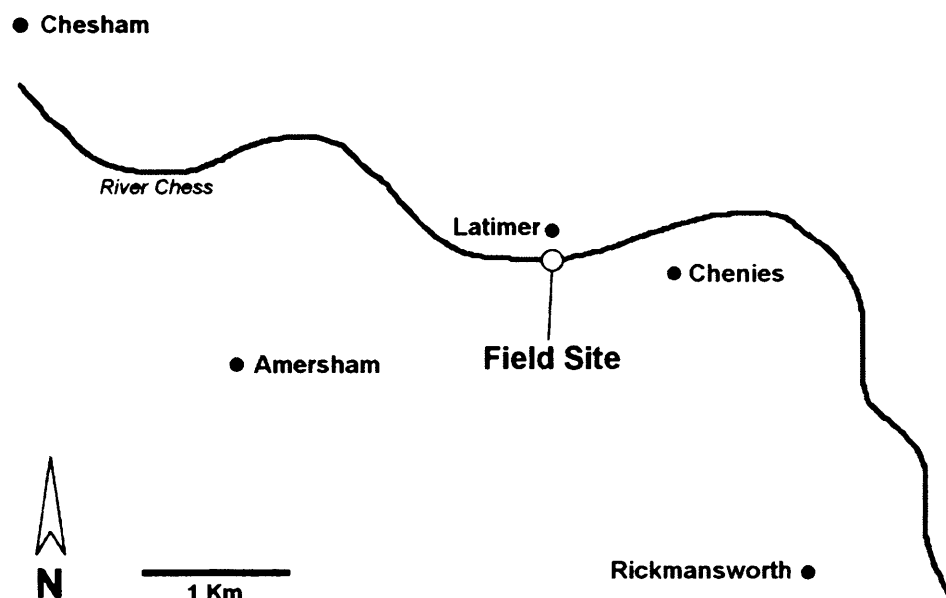 Chesham
River Chess
Latimer
Chenies
Field Site
Amersham
N
1 Km
Rickmansworth